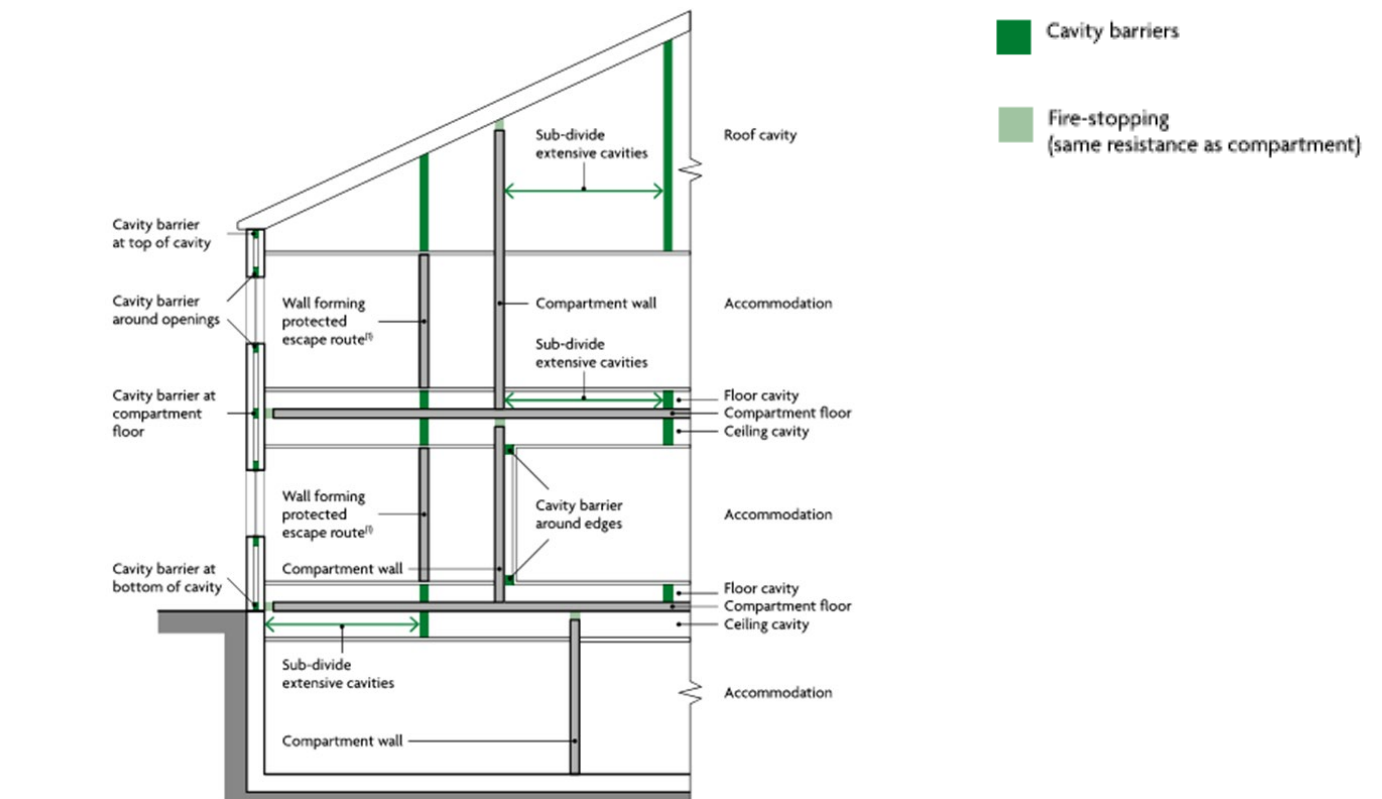 Cavity barriers
Fire-stopping
(same resistance as compartment)
Sub-divide
extensive cavities
Roof cavity
Cavity barrier
at top of cavity
Cavity barrier
around openings
Wall forming
protected
escape route(1)
Compartment wall
Accommodation
Sub-divide
extensive cavities
Cavity barrier at
compartment
floor
Floor cavity
Compartment floor
Ceiling cavity
Wall forming
protected
escape route(1)
Cavity barrier
around edges
Accommodation
Cavity barrier at
bottom of cavity
Compartment wall
Floor cavity
Compartment floor
Ceiling cavity
Sub-divide
extensive cavities
Accommodation
Compartment wall